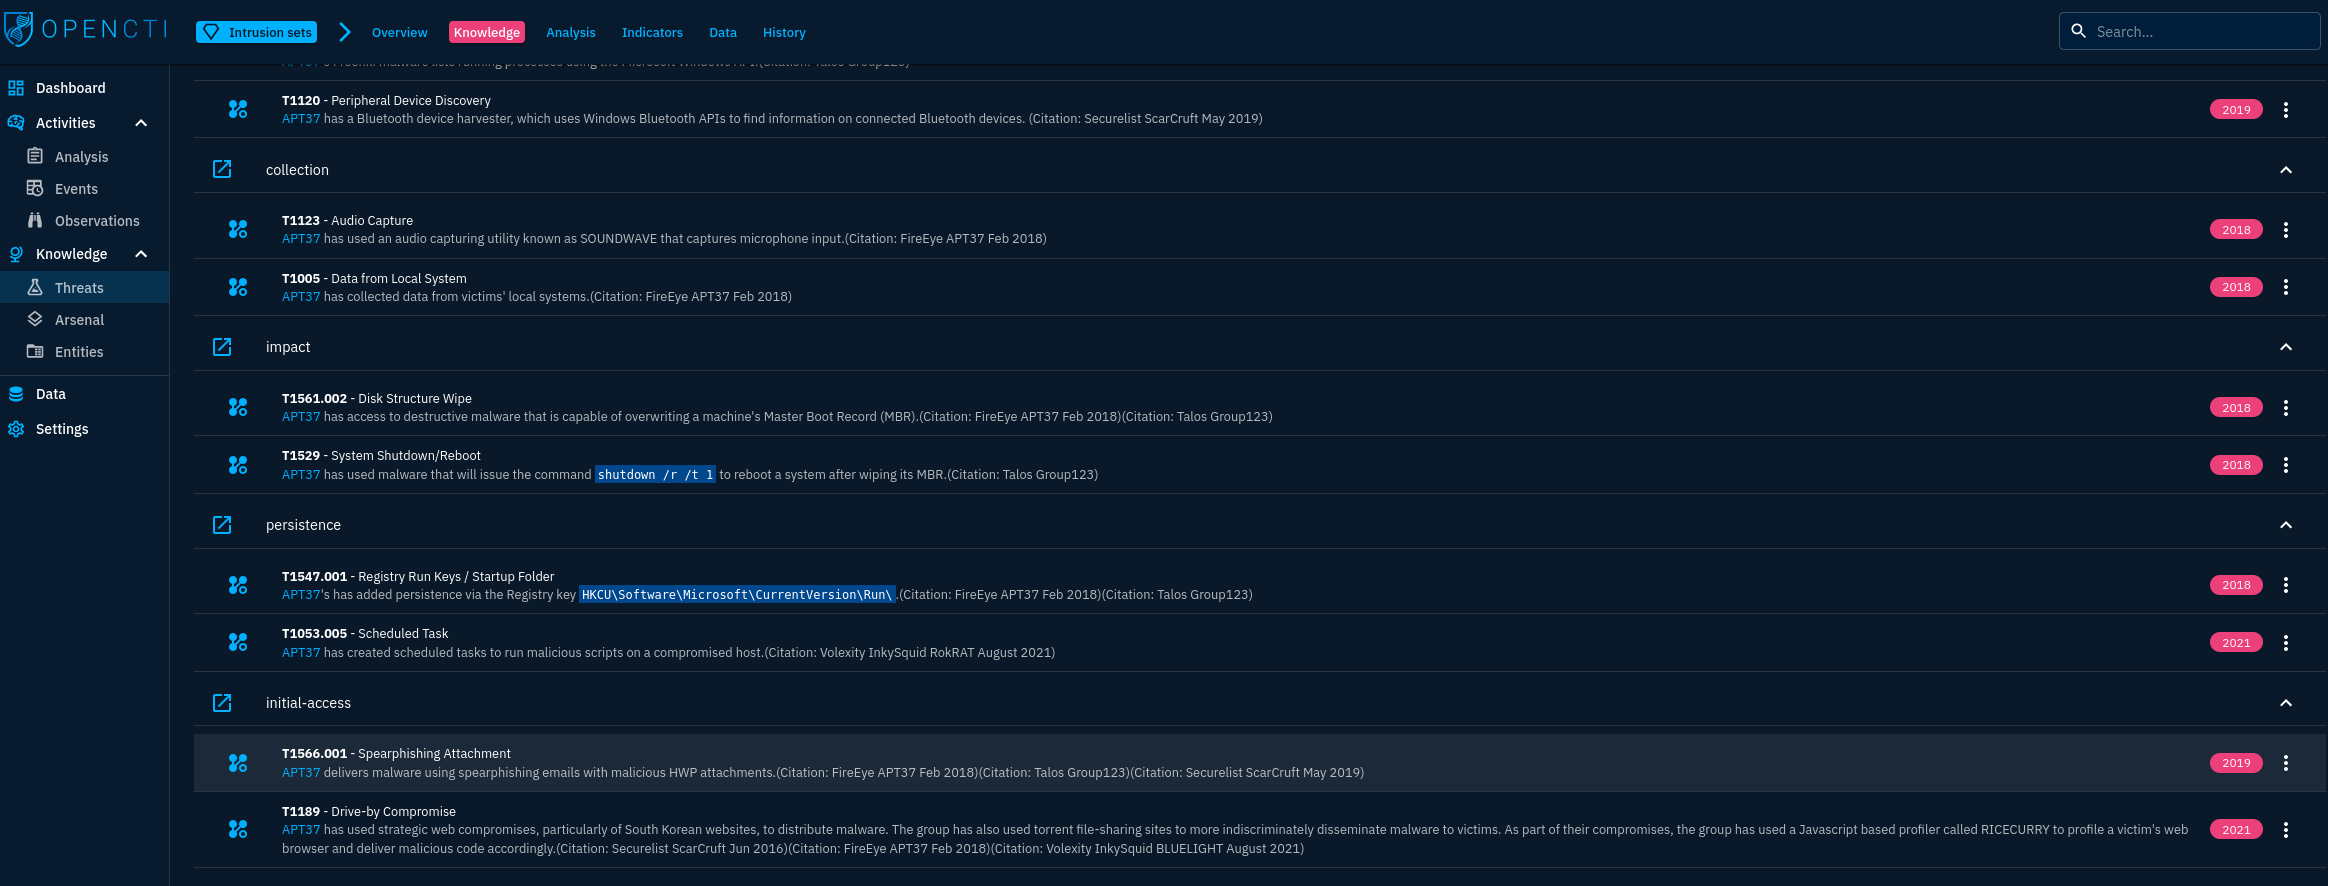 OPENCTI
Intrusion sets
Overview
Knowledge
Analysis
Indicators
Data
History
Search...
Dashboard
Activities
Analysis
Events
Observations
Knowledge
Threats
Arsenal
Entities
Data
Settings
T1120 - Peripheral Device Discovery
APT37 has a Bluetooth device harvester, which uses Windows Bluetooth APIs to find information on connected Bluetooth devices. (Citation: Securelist ScarCruft May 2019)
2019
collection
T1123 - Audio Capture
APT37 has used an audio capturing utility known as SOUNDWAVE that captures microphone input.(Citation: FireEye APT37 Feb 2018)
2018
T1005 - Data from Local System
APT37 has collected data from victims' local systems.(Citation: FireEye APT37 Feb 2018)
2018
impact
T1561.002 - Disk Structure Wipe
APT37 has access to destructive malware that is capable of overwriting a machine's Master Boot Record (MBR).(Citation: FireEye APT37 Feb 2018)(Citation: Talos Group123)
2018
T1529 - System Shutdown/Reboot
APT37 has used malware that will issue the command shutdown /r /t 1 to reboot a system after wiping its MBR.(Citation: Talos Group123)
2018
persistence
T1547.001 - Registry Run Keys / Startup Folder
APT37's has added persistence via the Registry key HKCU\Software\Microsoft\CurrentVersion\Run\.(Citation: FireEye APT37 Feb 2018)(Citation: Talos Group123)
2018
T1053.005 - Scheduled Task
APT37 has created scheduled tasks to run malicious scripts on a compromised host.(Citation: Volexity InkySquid RokRAT August 2021)
2021
initial-access
T1566.001 - Spearphishing Attachment
APT37 delivers malware using spearphishing emails with malicious HWP attachments.(Citation: FireEye APT37 Feb 2018)(Citation: Talos Group123)(Citation: Securelist ScarCruft May 2019)
2019
T1189 - Drive-by Compromise
APT37 has used strategic web compromises, particularly of South Korean websites, to distribute malware. The group has also used torrent file-sharing sites to more indiscriminately disseminate malware to victims. As part of their compromises, the group has used a Javascript based profiler called RICECURRY to profile a victim's web
browser and deliver malicious code accordingly.(Citation: Securelist ScarCruft Jun 2016)(Citation: FireEye APT37 Feb 2018)(Citation: Volexity InkySquid BLUELIGHT August 2021)
2021